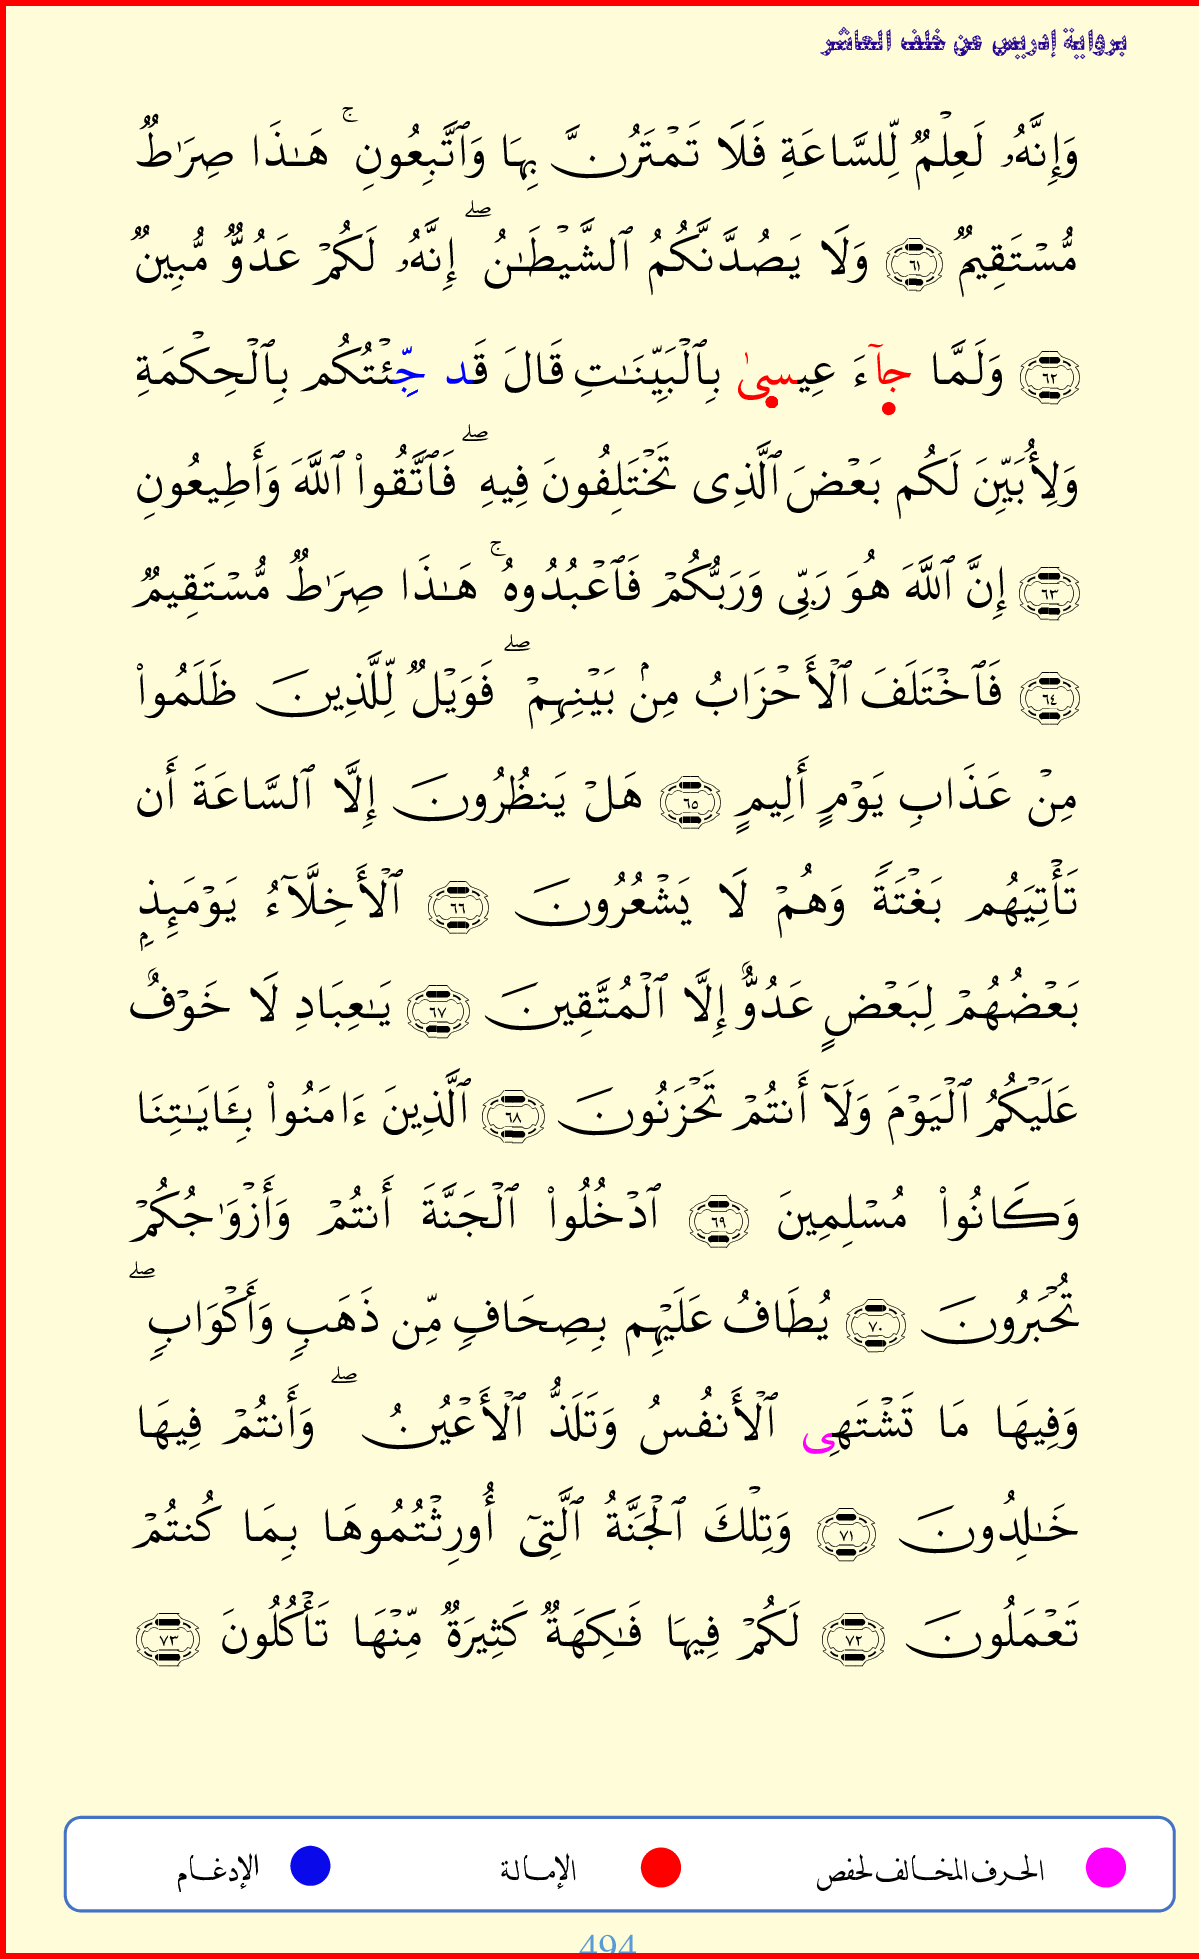 برواية إدريس عن خلف العاشر
وَإِنَّهُۥ لَعِلۡمٞ لِّلسَّاعَةِ فَلَا تَمۡتَرُنَّ بِهَا وَٱتَّبِعُونِۚ هَٰذَا صِرَٰطٞ
مُّسۡتَقِيمٞ ٦١ وَلَا يَصُدَّنَّكُمُ ٱلشَّيۡطَٰنُۖ إِنَّهُۥ لَكُمۡ عَدُوّٞ مُّبِينٞ
٦٢ وَلَمَّا جَآءَ عِيسىٰ بِٱلۡبَيِّنَٰتِ قَالَ قَد جِّئۡتُكُم بِٱلۡحِكۡمَةِ
وَلِأُبَيِّنَ لَكُم بَعۡضَ ٱلَّذِي تَخۡتَلِفُونَ فِيهِۖ فَٱتَّقُواْ ٱللَّهَ وَأَطِيعُونِ
٦٣ إِنَّ ٱللَّهَ هُوَ رَبِّي وَرَبُّكُمۡ فَٱعۡبُدُوهُۚ هَٰذَا صِرَٰطٞ مُّسۡتَقِيمٞ
٦٤ فَٱخۡتَلَفَ ٱلۡأَحۡزَابُ مِنۢ بَيۡنِهِمۡۖ فَوَيۡلٞ لِّلَّذِينَ ظَلَمُواْ
مِنۡ عَذَابِ يَوۡمٍ أَلِيمٍ ٦٥ هَلۡ يَنظُرُونَ إِلَّا ٱلسَّاعَةَ أَن
تَأۡتِيَهُم بَغۡتَةٗ وَهُمۡ لَا يَشۡعُرُونَ ٦٦ ٱلۡأَخِلَّآءُ يَوۡمَئِذِۭ
بَعۡضُهُمۡ لِبَعۡضٍ عَدُوٌّ إِلَّا ٱلۡمُتَّقِينَ ٦٧ يَٰعِبَادِ لَا خَوۡفٌ
عَلَيۡكُمُ ٱلۡيَوۡمَ وَلَآ أَنتُمۡ تَحۡزَنُونَ ٦٨ ٱلَّذِينَ ءَامَنُواْ بِـَٔايَٰتِنَا
وَكَانُواْ مُسۡلِمِينَ ٦٩ ٱدۡخُلُواْ ٱلۡجَنَّةَ أَنتُمۡ وَأَزۡوَٰجُكُمۡ
تُحۡبَرُونَ ٧٠ يُطَافُ عَلَيۡهِم بِصِحَافٍ مِّن ذَهَبٍ وَأَكۡوَابٍۖ
وَفِيهَا مَا تَشۡتَهِي ٱلۡأَنفُسُ وَتَلَذُّ ٱلۡأَعۡيُنُۖ وَأَنتُمۡ فِيهَا
خَٰلِدُونَ ٧١ وَتِلۡكَ ٱلۡجَنَّةُ ٱلَّتِيٓ أُورِثۡتُمُوهَا بِمَا كُنتُمۡ
تَعۡمَلُونَ ٧٢ لَكُمۡ فِيهَا فَٰكِهَةٞ كَثِيرَةٞ مِّنۡهَا تَأۡكُلُونَ ٧٣
الحرف المخالف لحفص الإمالة الإدغام
494